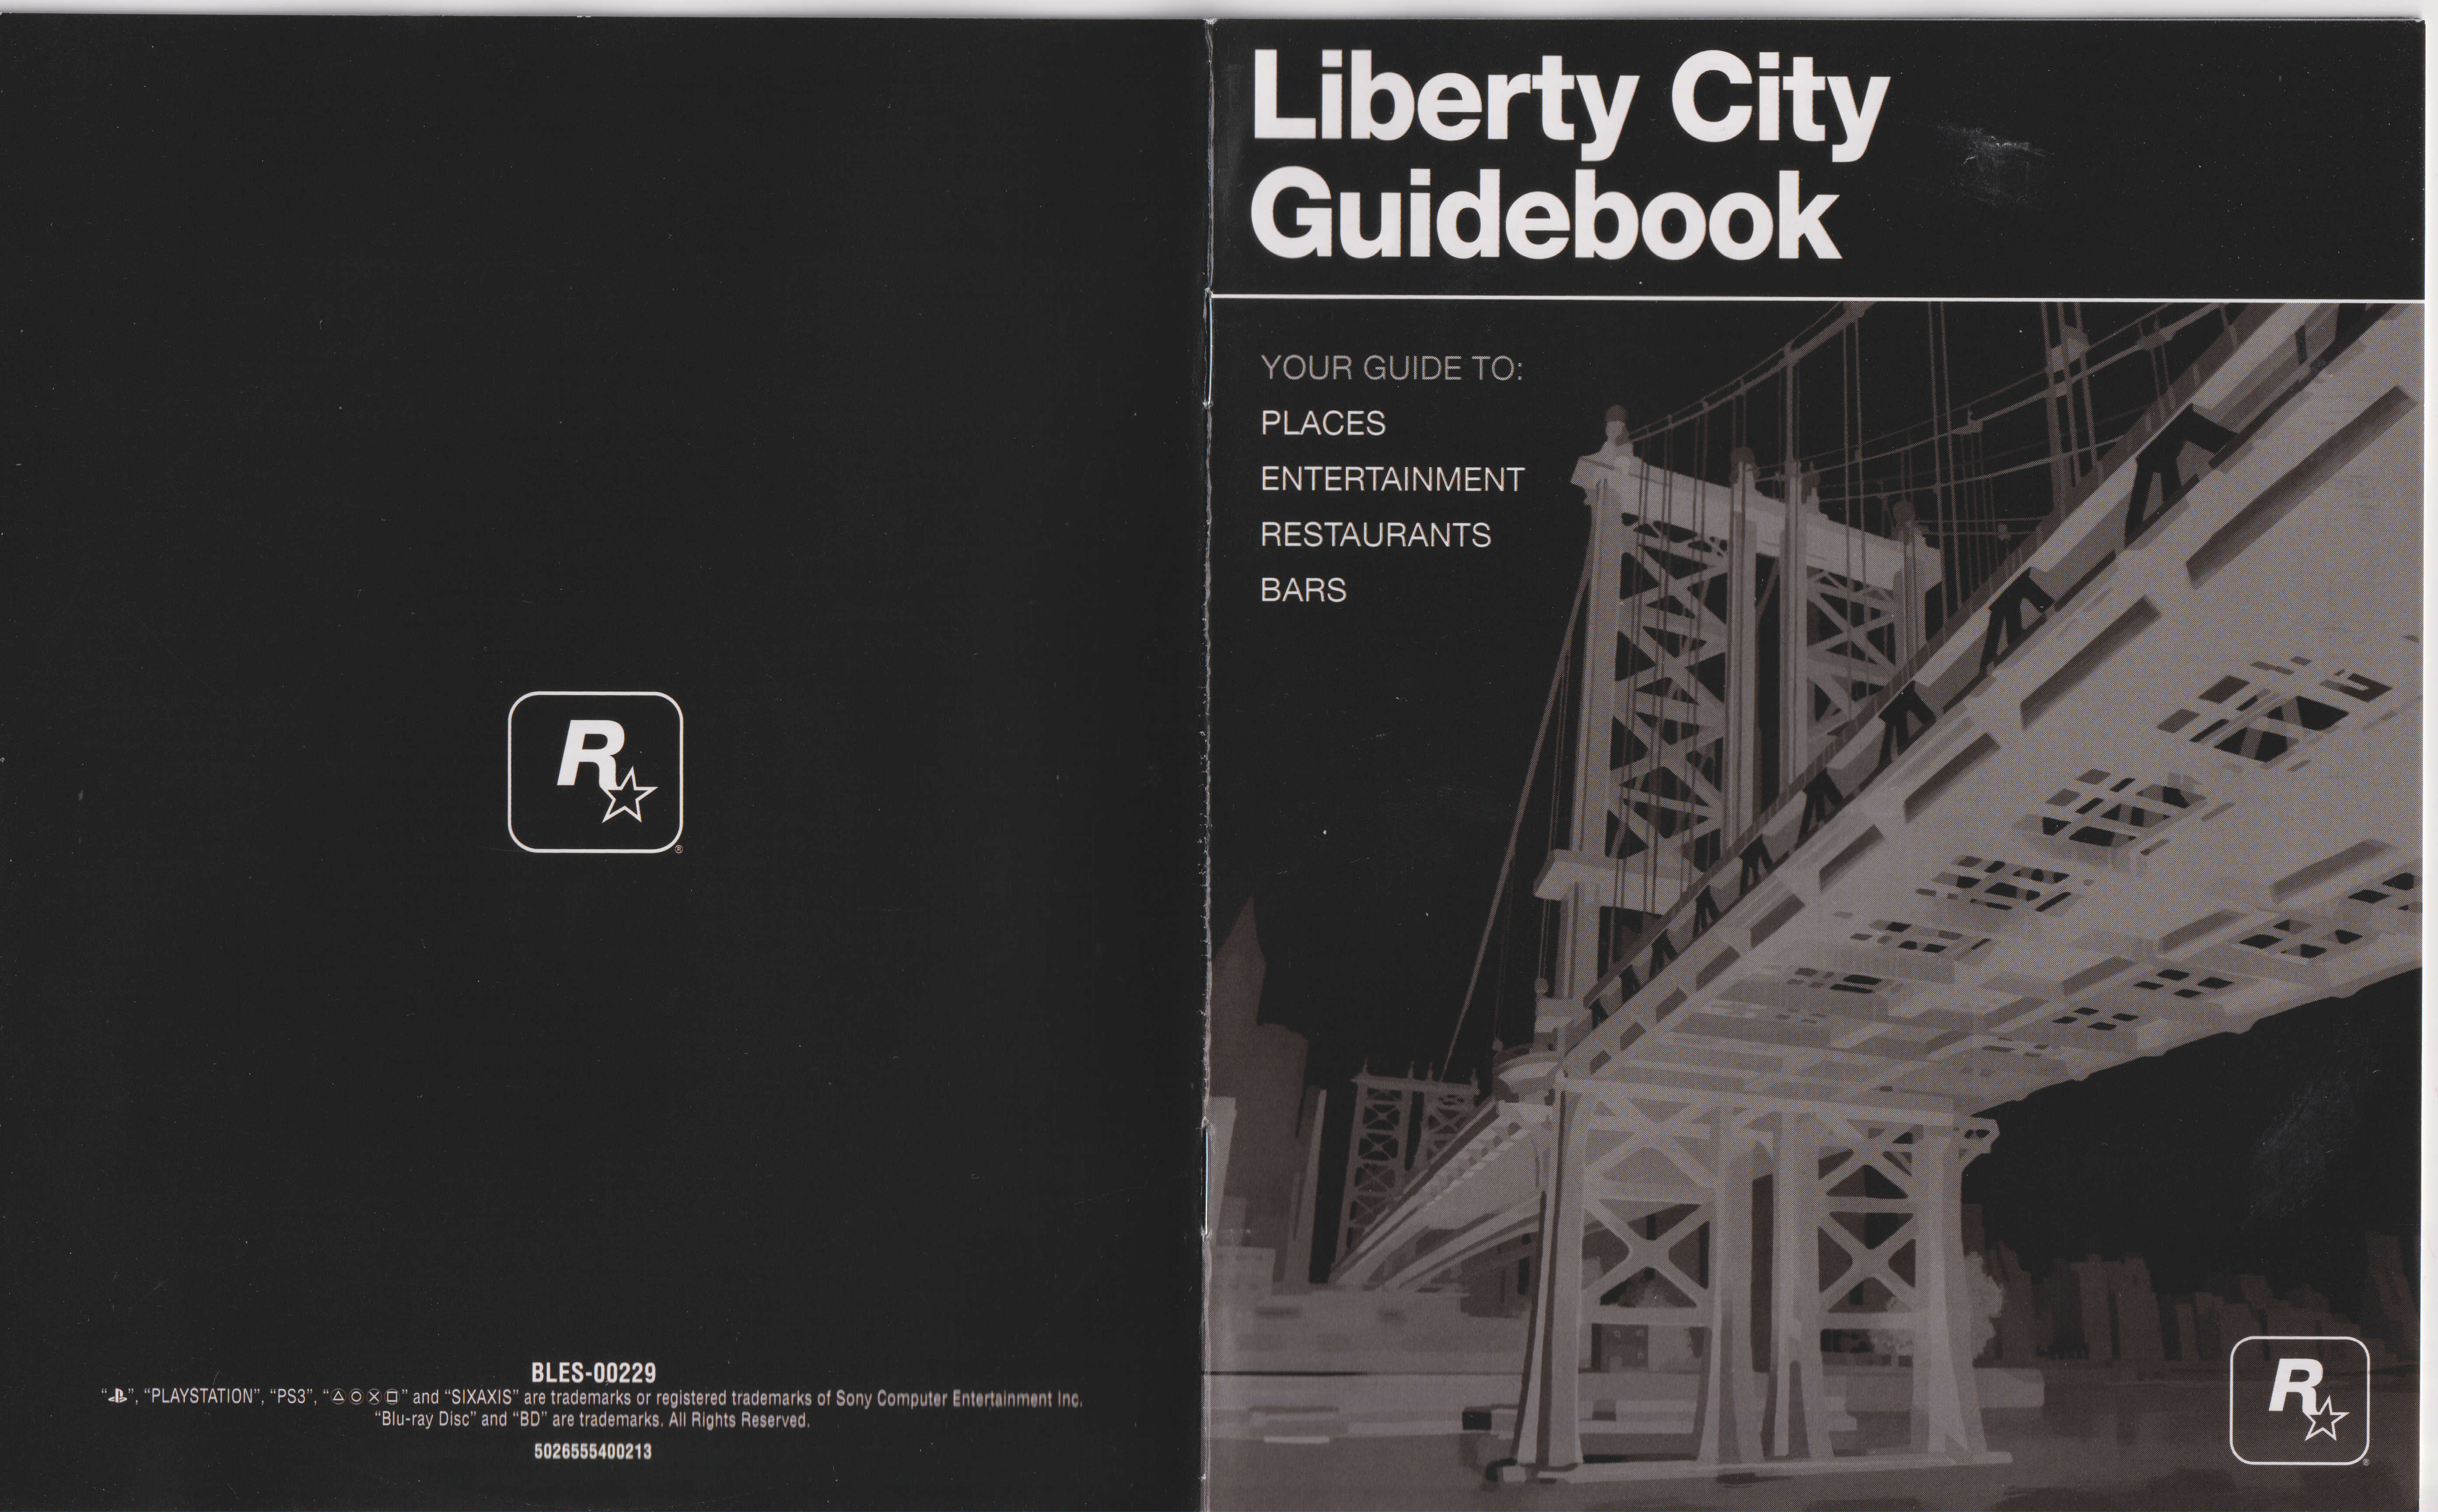 Liberty City
Guidebook
YOUR GUIDE TO:
PLACES
ENTERTAINMENT
RESTAURANTS
BARS
R
®
R
®
BLES-00229
“ ”, “PLAYSTATION”, “PS3”, “△○×□” and “SIXAXIS” are trademarks or registered trademarks of Sony Computer Entertainment Inc.
“Blu-ray Disc” and “BD” are trademarks. All Rights Reserved.
5026555400213